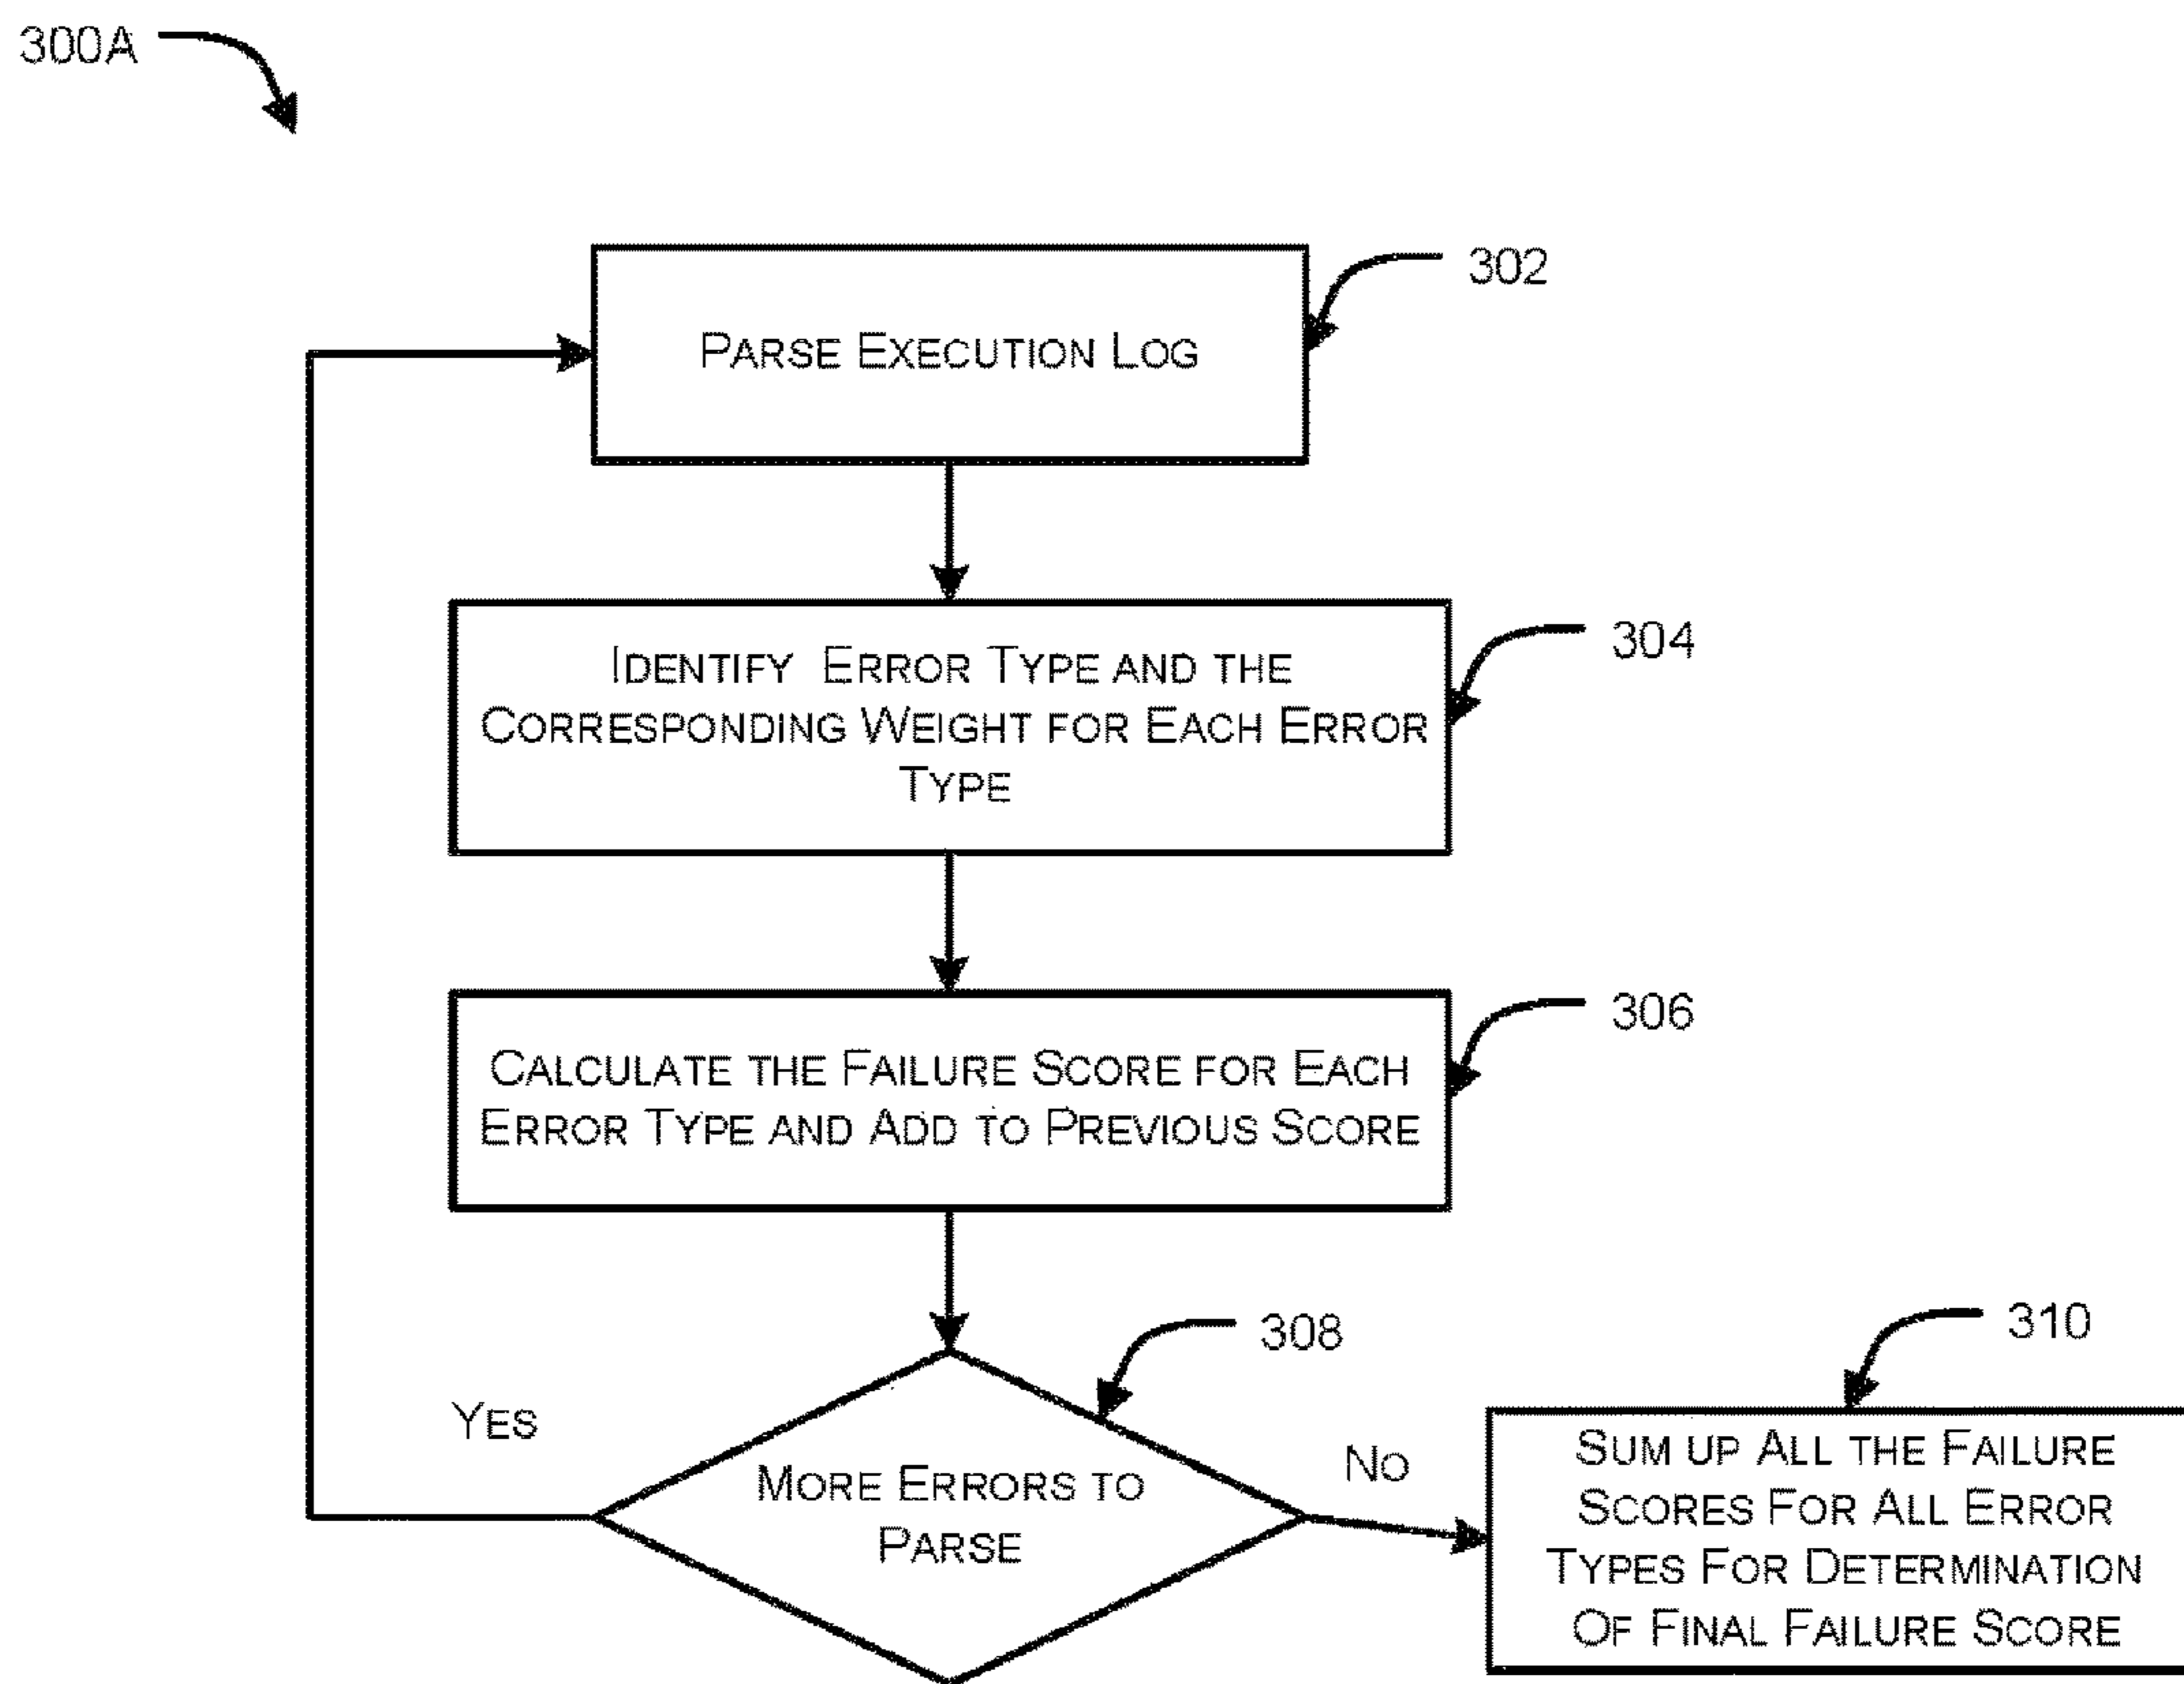 300A
302
PARSE EXECUTION LOG
304
IDENTIFY ERROR TYPE AND THE
CORRESPONDING WEIGHT FOR EACH ERROR
TYPE
306
CALCULATE THE FAILURE SCORE FOR EACH
ERROR TYPE AND ADD TO PREVIOUS SCORE
308
310
YES
NO
MORE ERRORS TO
PARSE
SUM UP ALL THE FAILURE
SCORES FOR ALL ERROR
TYPES FOR DETERMINATION
OF FINAL FAILURE SCORE